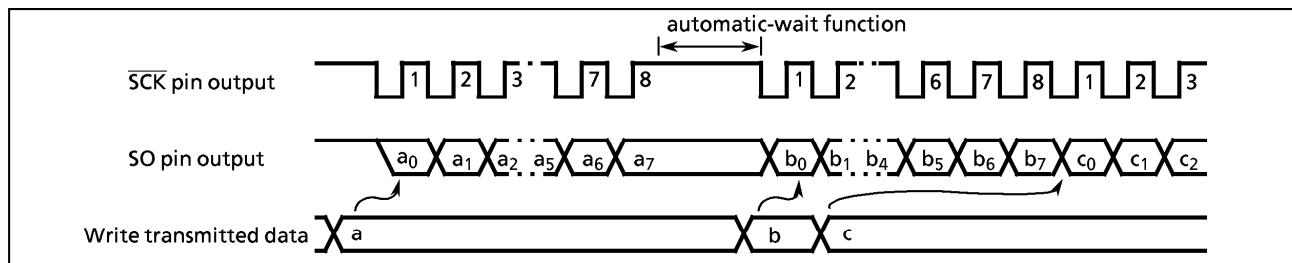 automatic-wait function
SCK pin output 1 2 3 7 8 1 2 6 7 8 1 2 3
SO pin output a0 a1 a2 a5 a6 a7 b0 b1 b4 b5 b6 b7 c0 c1 c2
Write transmitted data a b c